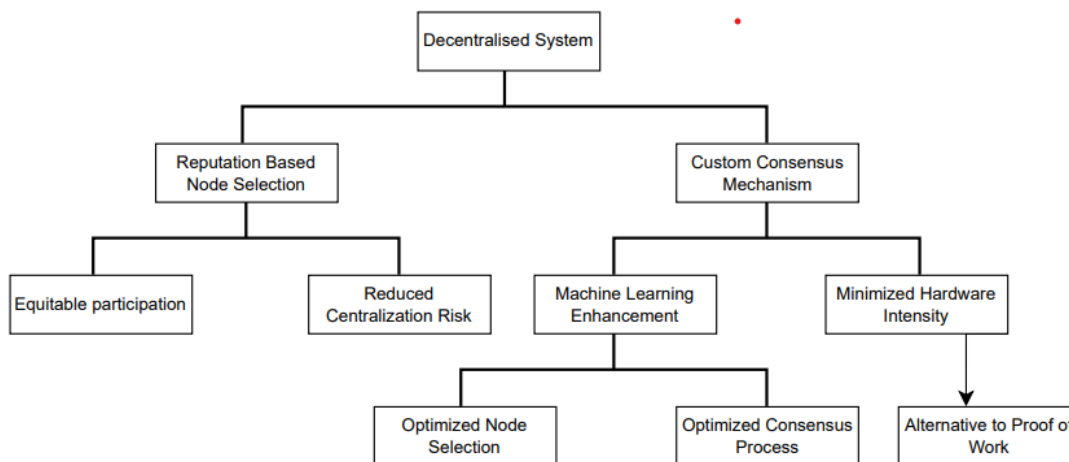 Decentralised System
Reputation Based
Node Selection
Custom Consensus
Mechanism
Equitable participation
Reduced
Centralization Risk
Machine Learning
Enhancement
Minimized Hardware
Intensity
Optimized Node
Selection
Optimized Consensus
Process
Alternative to Proof of
Work